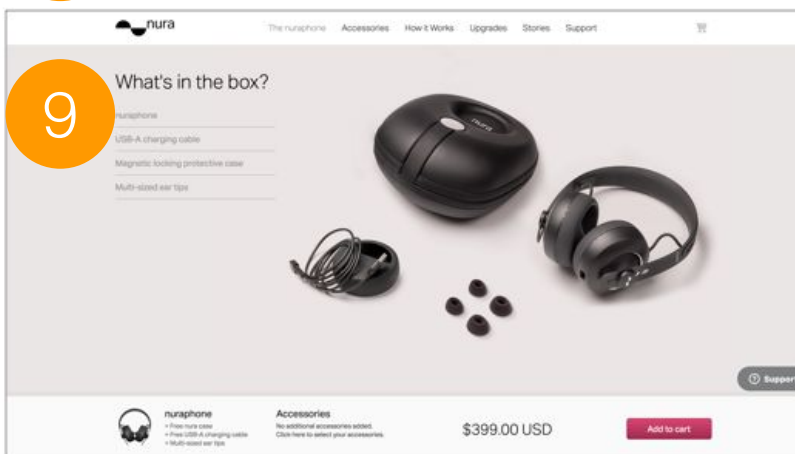 nura
The nuraphone Accessories How it Works Upgrades Stories Support
What's in the box?
9
nuraphone
USB-A charging cable
Magnetic locking protective case
Multi-sized ear tips
nura
Support
nuraphone
+ Free nura case
+ Free USB-A charging cable
+ Multi-sized ear tips
Accessories
No additional accessories added.
Click here to select your accessories.
$399.00 USD
Add to cart